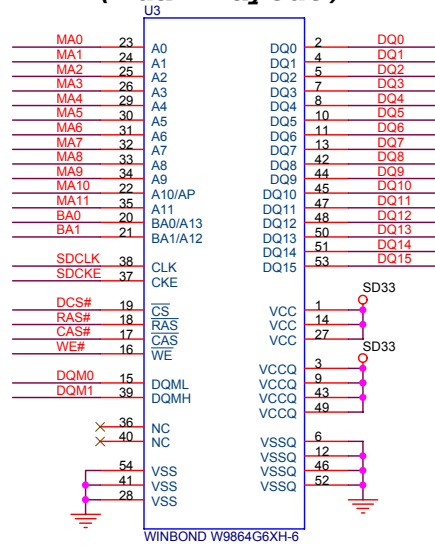 U3
MA0 23 A0 DQ0 2 DQ0
MA1 24 A1 DQ1 4 DQ1
MA2 25 A2 DQ2 5 DQ2
MA3 26 A3 DQ3 7 DQ3
MA4 29 A4 DQ4 8 DQ4
MA5 30 A5 DQ5 10 DQ5
MA6 31 A6 DQ6 11 DQ6
MA7 32 A7 DQ7 13 DQ7
MA8 33 A8 DQ8 42 DQ8
MA9 34 A9 DQ9 44 DQ9
MA10 22 A10/AP DQ10 45 DQ10
MA11 35 A11 DQ11 47 DQ11
BA0 20 BA0/A13 DQ12 48 DQ12
BA1 21 BA1/A12 DQ13 50 DQ13
DQ14 51 DQ14
SDCLK 38 CLK DQ15 53 DQ15
SDCKE 37 CKE
SD33
DCS# 19 CS VCC 1
RAS# 18 RAS VCC 14
CAS# 17 CAS VCC 27
WE# 16 WE
SD33
VCCQ 3
DQM0 15 DQML VCCQ 9
DQM1 39 DQMH VCCQ 43
VCCQ 49
36 NC
40 NC VSSQ 6
VSSQ 12
54 VSS VSSQ 46
41 VSS VSSQ 52
28 VSS
WINBOND W9864G6XH-6